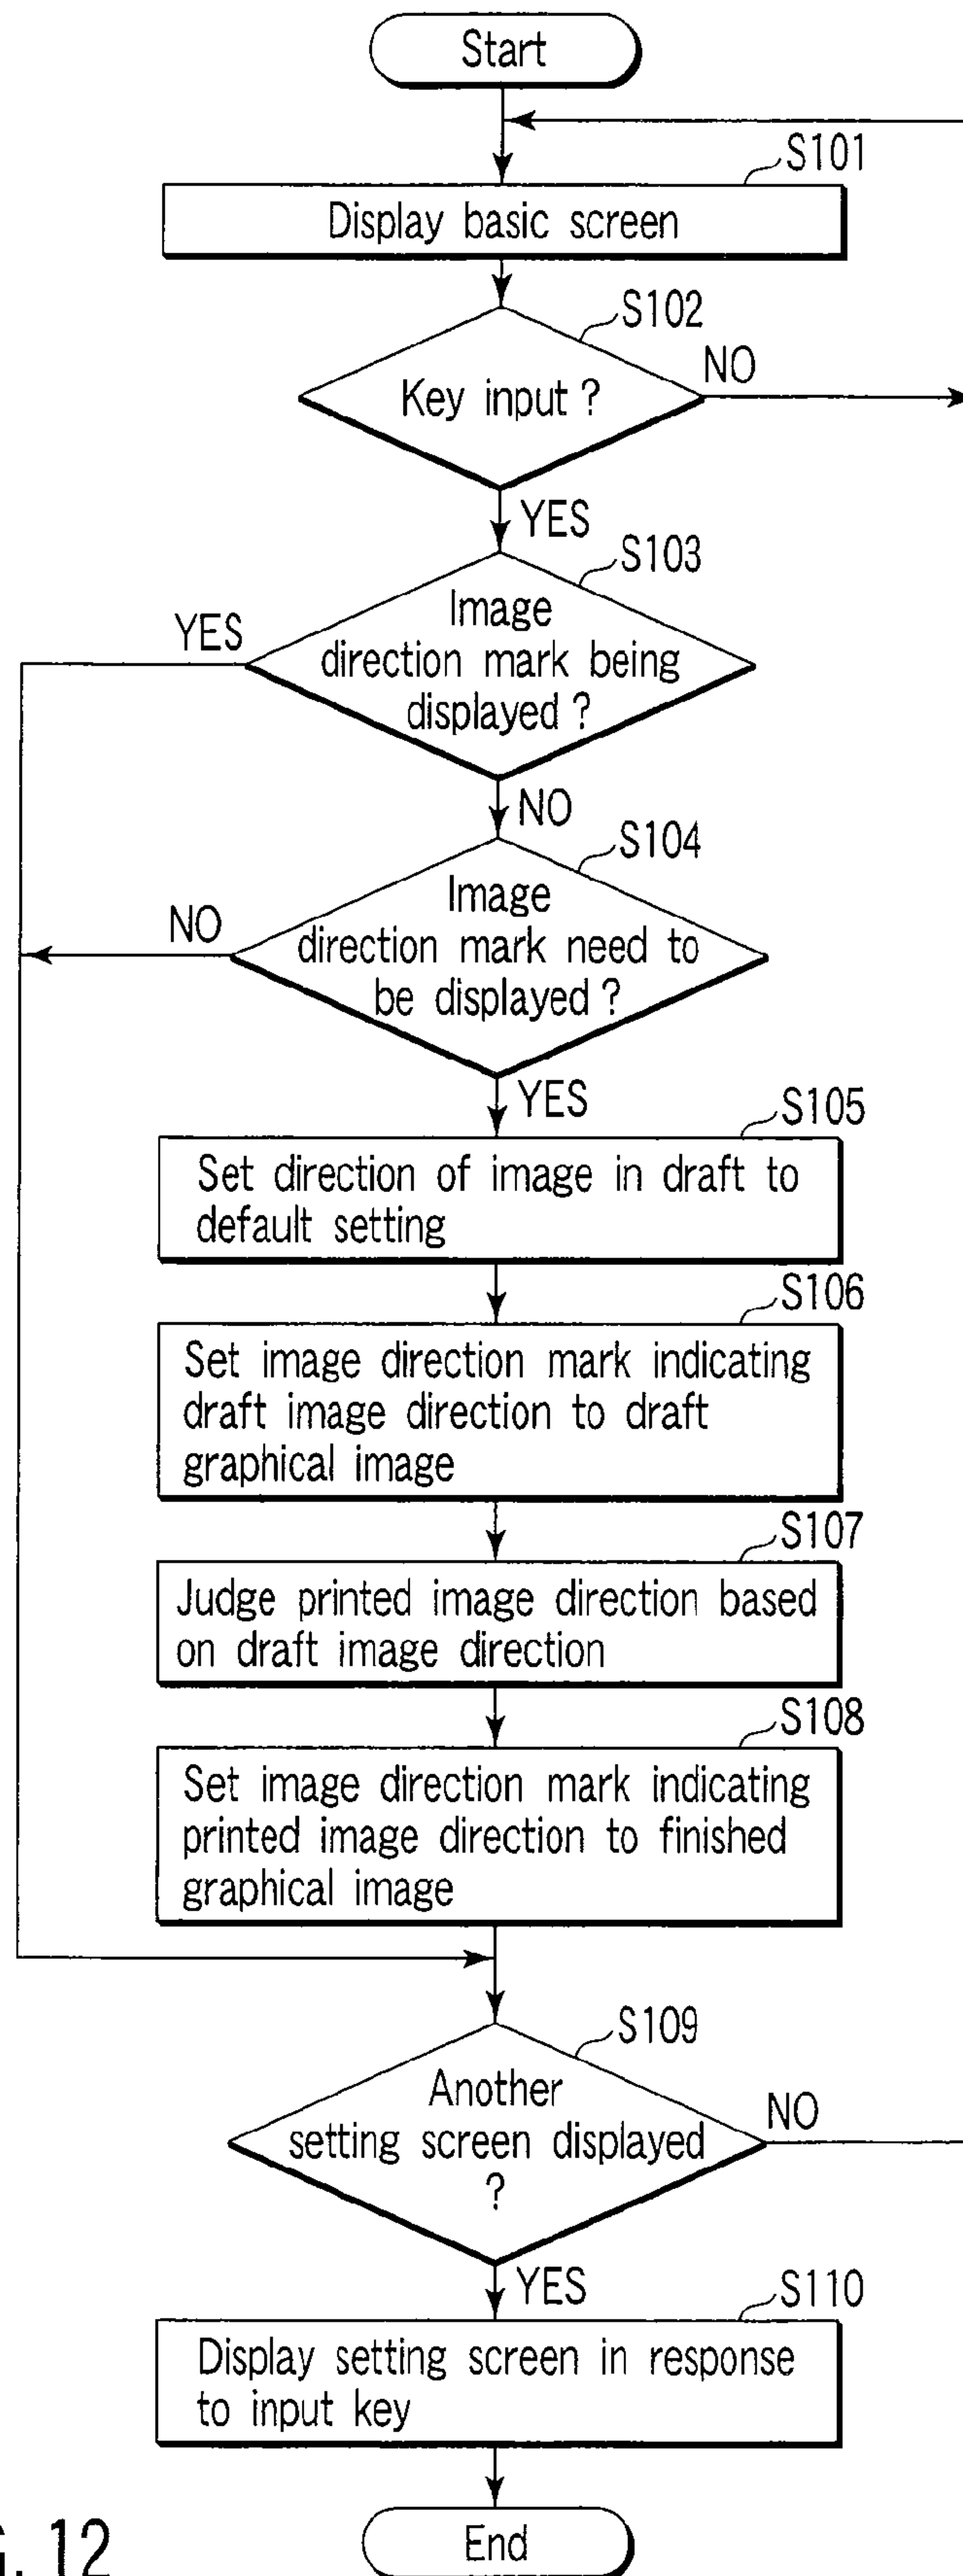 Start
S101
Display basic screen
S102
Key input ?
NO
YES
S103
Image
direction mark being
displayed ?
YES
NO
S104
Image
direction mark need to
be displayed ?
NO
YES
S105
Set direction of image in draft to
default setting
S106
Set image direction mark indicating
draft image direction to draft
graphical image
S107
Judge printed image direction based
on draft image direction
S108
Set image direction mark indicating
printed image direction to finished
graphical image
S109
Another
setting screen displayed
?
NO
YES
S110
Display setting screen in response
to input key
End
. 12